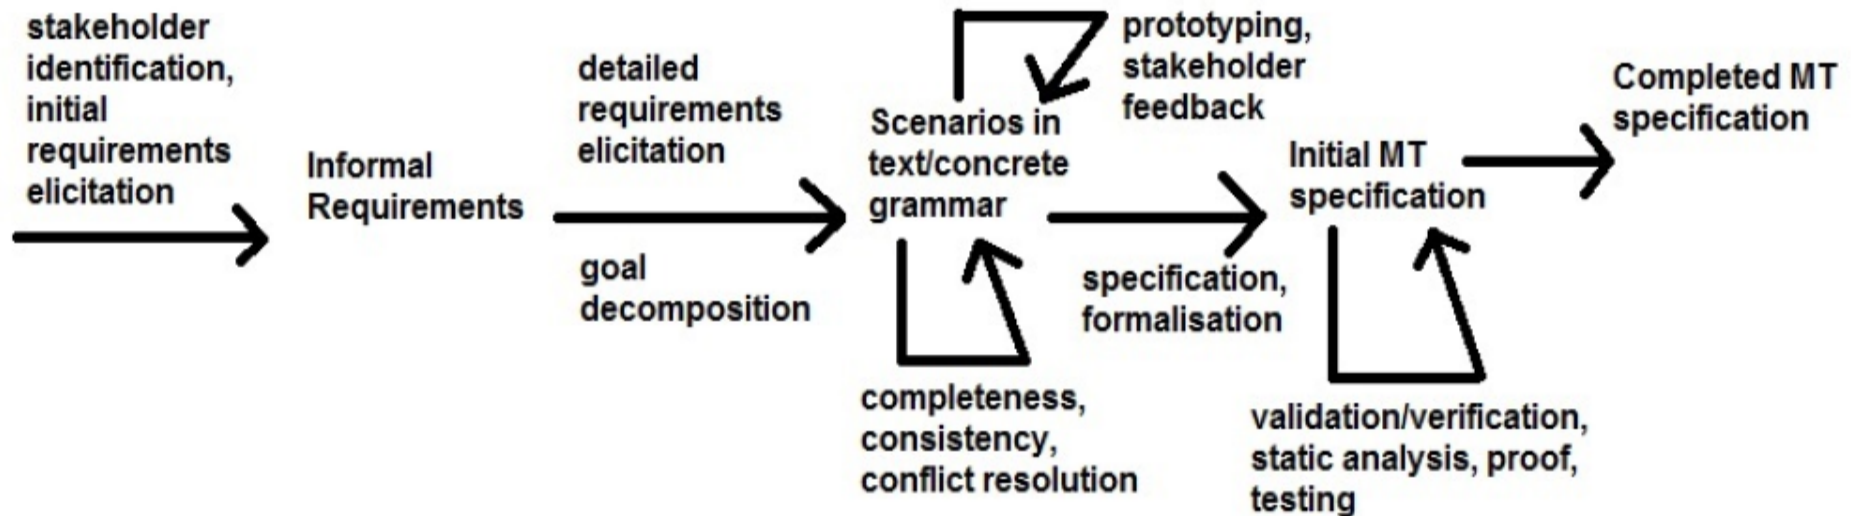 stakeholder
identification,
initial
requirements
elicitation
Informal
Requirements
detailed
requirements
elicitation
goal
decomposition
prototyping,
stakeholder
feedback
Scenarios in
text/concrete
grammar
completeness,
consistency,
conflict resolution
specification,
formalisation
Initial MT
specification
validation/verification,
static analysis, proof,
testing
Completed MT
specification